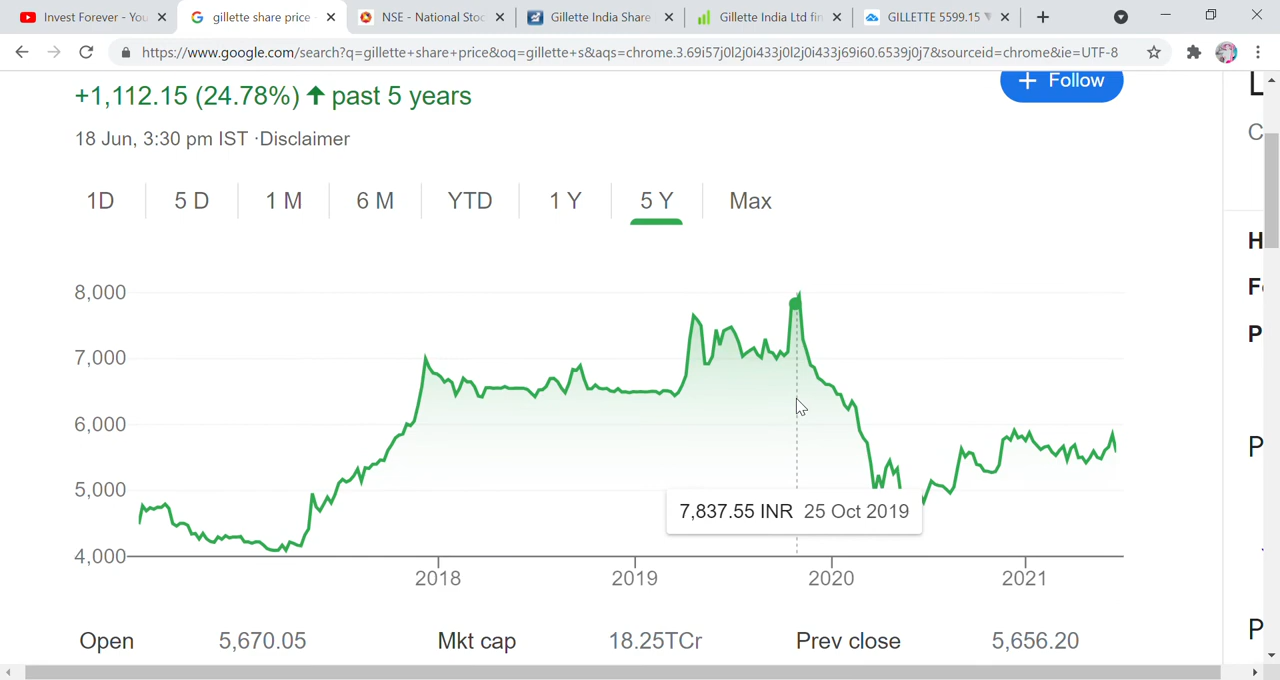 Invest Forever - You
gillette share price -
NSE - National Stoc
Gillette India Share
Gillette India Ltd fin
GILLETTE 5599.15 ▼
https://www.google.com/search?q=gillette+share+price&oq=gillette+s&aqs=chrome.3.69i57j0l2j0i433j0l2j0i433j69i60.6539j0j7&sourceid=chrome&ie=UTF-8
+1,112.15 (24.78%) ↑ past 5 years
+ Follow
18 Jun, 3:30 pm IST ·Disclaimer
1D 5 D 1 M 6 M YTD 1 Y 5 Y Max
8,000
7,000
6,000
5,000
4,000
7,837.55 INR 25 Oct 2019
2018 2019 2020 2021
Open 5,670.05 Mkt cap 18.25TCr Prev close 5,656.20